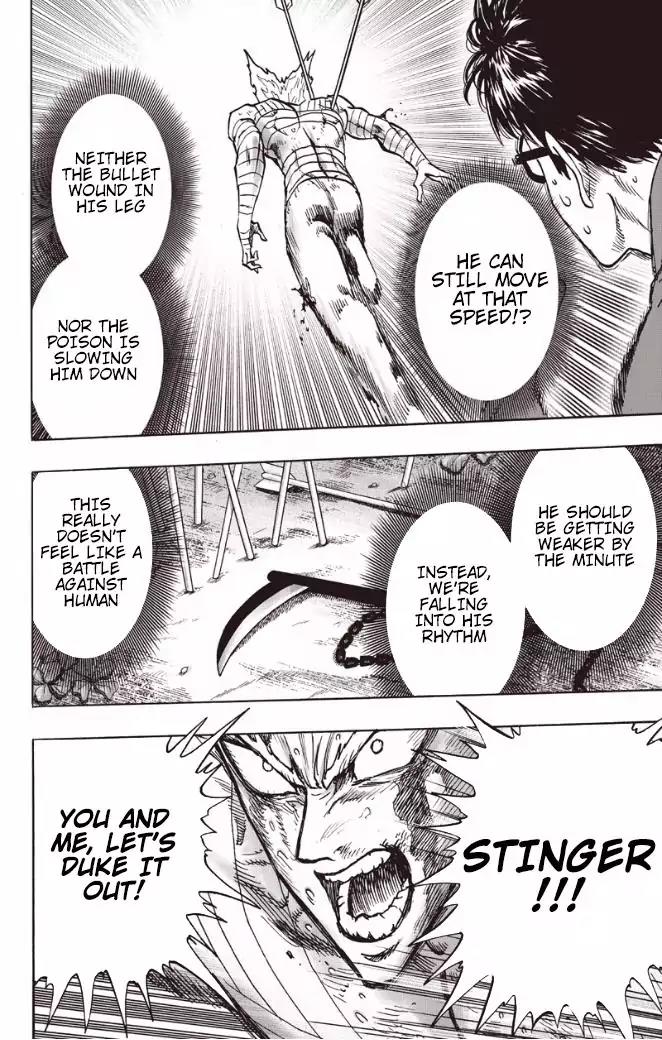 HE CAN
STILL MOVE
AT THAT
SPEED!?
NEITHER
THE BULLET
WOUND IN
HIS LEG
NOR THE
POISON IS
SLOWING
HIM DOWN
HE SHOULD
BE GETTING
WEAKER BY
THE MINUTE
INSTEAD,
WE'RE
FALLING
INTO HIS
RHYTHM
THIS
REALLY
DOESN'T
FEEL LIKE A
BATTLE
AGAINST
HUMAN
STINGER
!!!
YOU AND
ME, LET'S
DUKE IT
OUT!